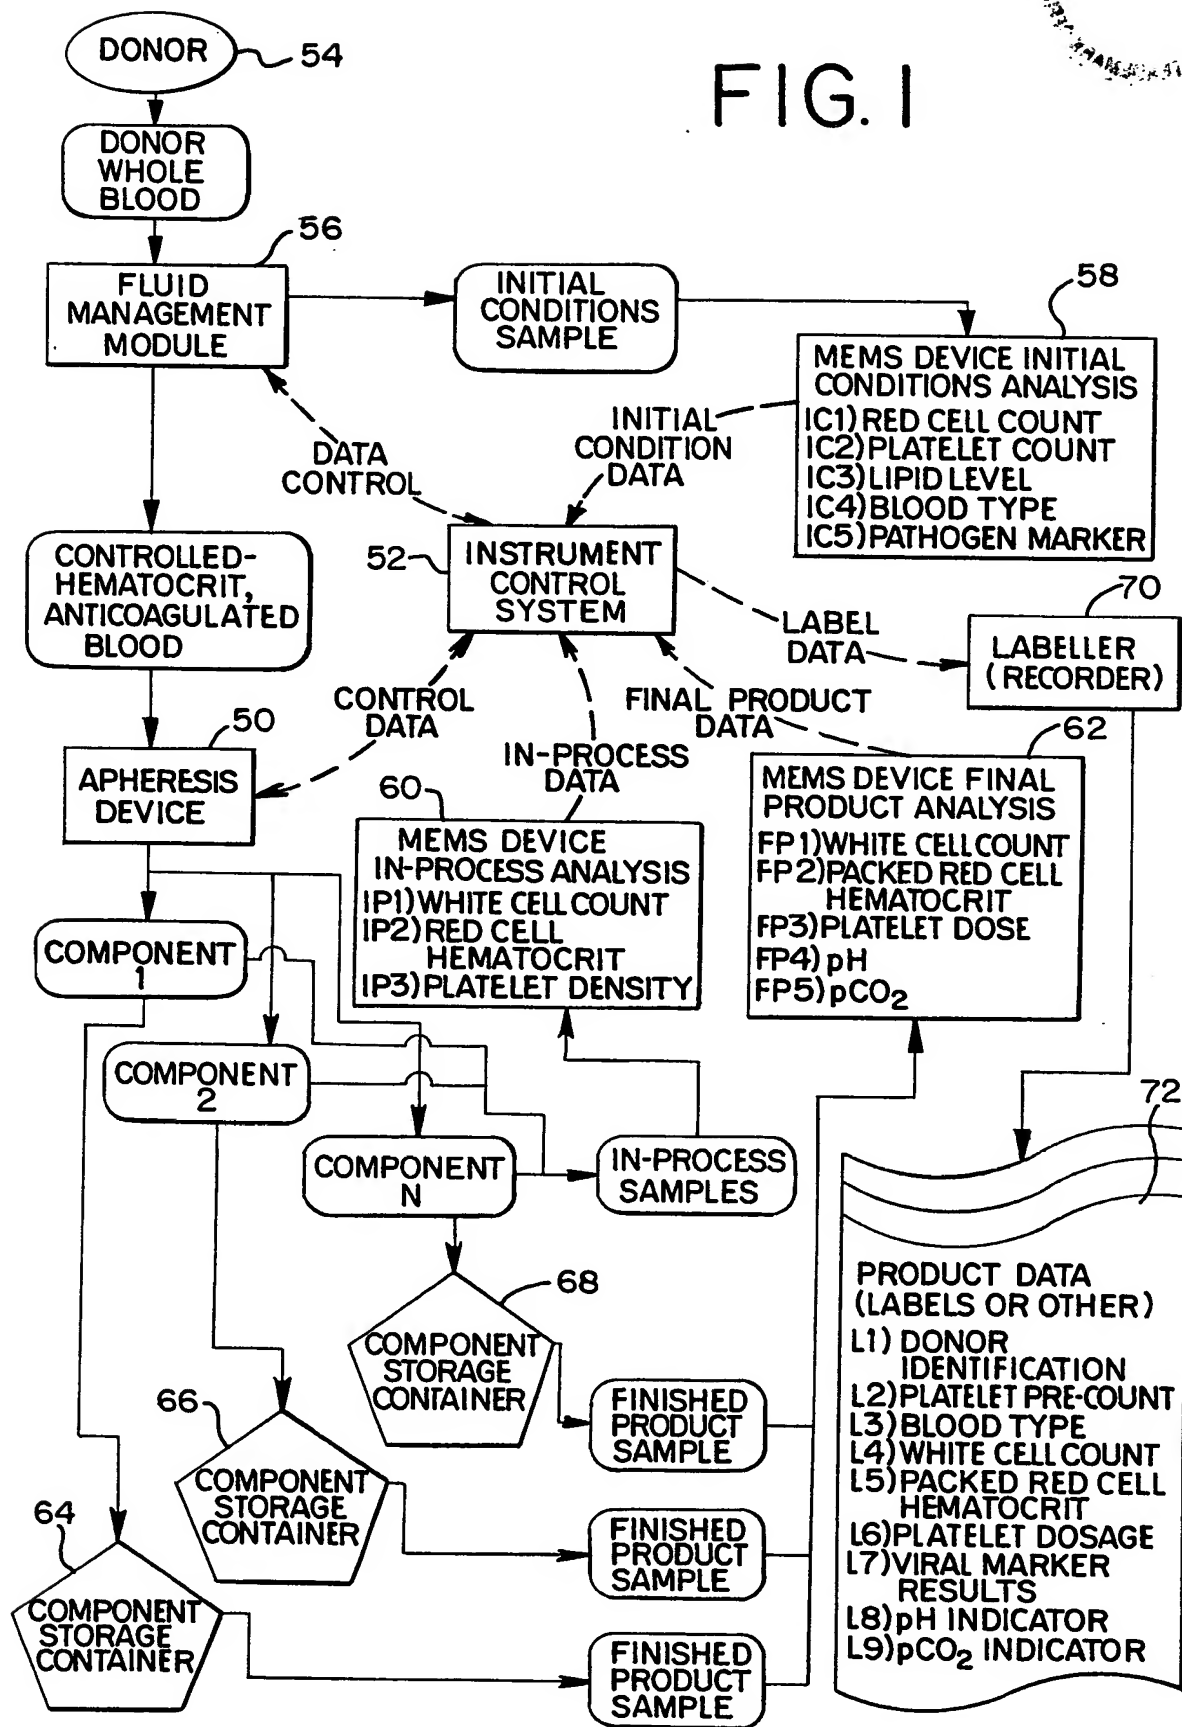 FIG. 1
DONOR
54
DONOR
WHOLE
BLOOD
56
FLUID
MANAGEMENT
MODULE
INITIAL
CONDITIONS
SAMPLE
58
MEMS DEVICE INITIAL
CONDITIONS ANALYSIS
IC1) RED CELL COUNT
IC2) PLATELET COUNT
IC3) LIPID LEVEL
IC4) BLOOD TYPE
IC5) PATHOGEN MARKER
INITIAL
CONDITION
DATA
DATA
CONTROL
CONTROLLED-
HEMATOCRIT,
ANTICOAGULATED
BLOOD
52
INSTRUMENT
CONTROL
SYSTEM
LABEL
DATA
70
LABELLER
(RECORDER)
CONTROL
DATA
FINAL PRODUCT
DATA
IN-PROCESS
DATA
50
APHERESIS
DEVICE
60
MEMS DEVICE
IN-PROCESS ANALYSIS
IP1) WHITE CELL COUNT
IP2) RED CELL
HEMATOCRIT
IP3) PLATELET DENSITY
62
MEMS DEVICE FINAL
PRODUCT ANALYSIS
FP1) WHITE CELL COUNT
FP2) PACKED RED CELL
HEMATOCRIT
FP3) PLATELET DOSE
FP4) pH
FP5) pCO2
COMPONENT
1
COMPONENT
2
COMPONENT
N
IN-PROCESS
SAMPLES
68
COMPONENT
STORAGE
CONTAINER
FINISHED
PRODUCT
SAMPLE
66
COMPONENT
STORAGE
CONTAINER
FINISHED
PRODUCT
SAMPLE
64
COMPONENT
STORAGE
CONTAINER
FINISHED
PRODUCT
SAMPLE
72
PRODUCT DATA
(LABELS OR OTHER)
L1) DONOR
IDENTIFICATION
L2) PLATELET PRE-COUNT
L3) BLOOD TYPE
L4) WHITE CELL COUNT
L5) PACKED RED CELL
HEMATOCRIT
L6) PLATELET DOSAGE
L7) VIRAL MARKER
RESULTS
L8) pH INDICATOR
L9) pCO2 INDICATOR